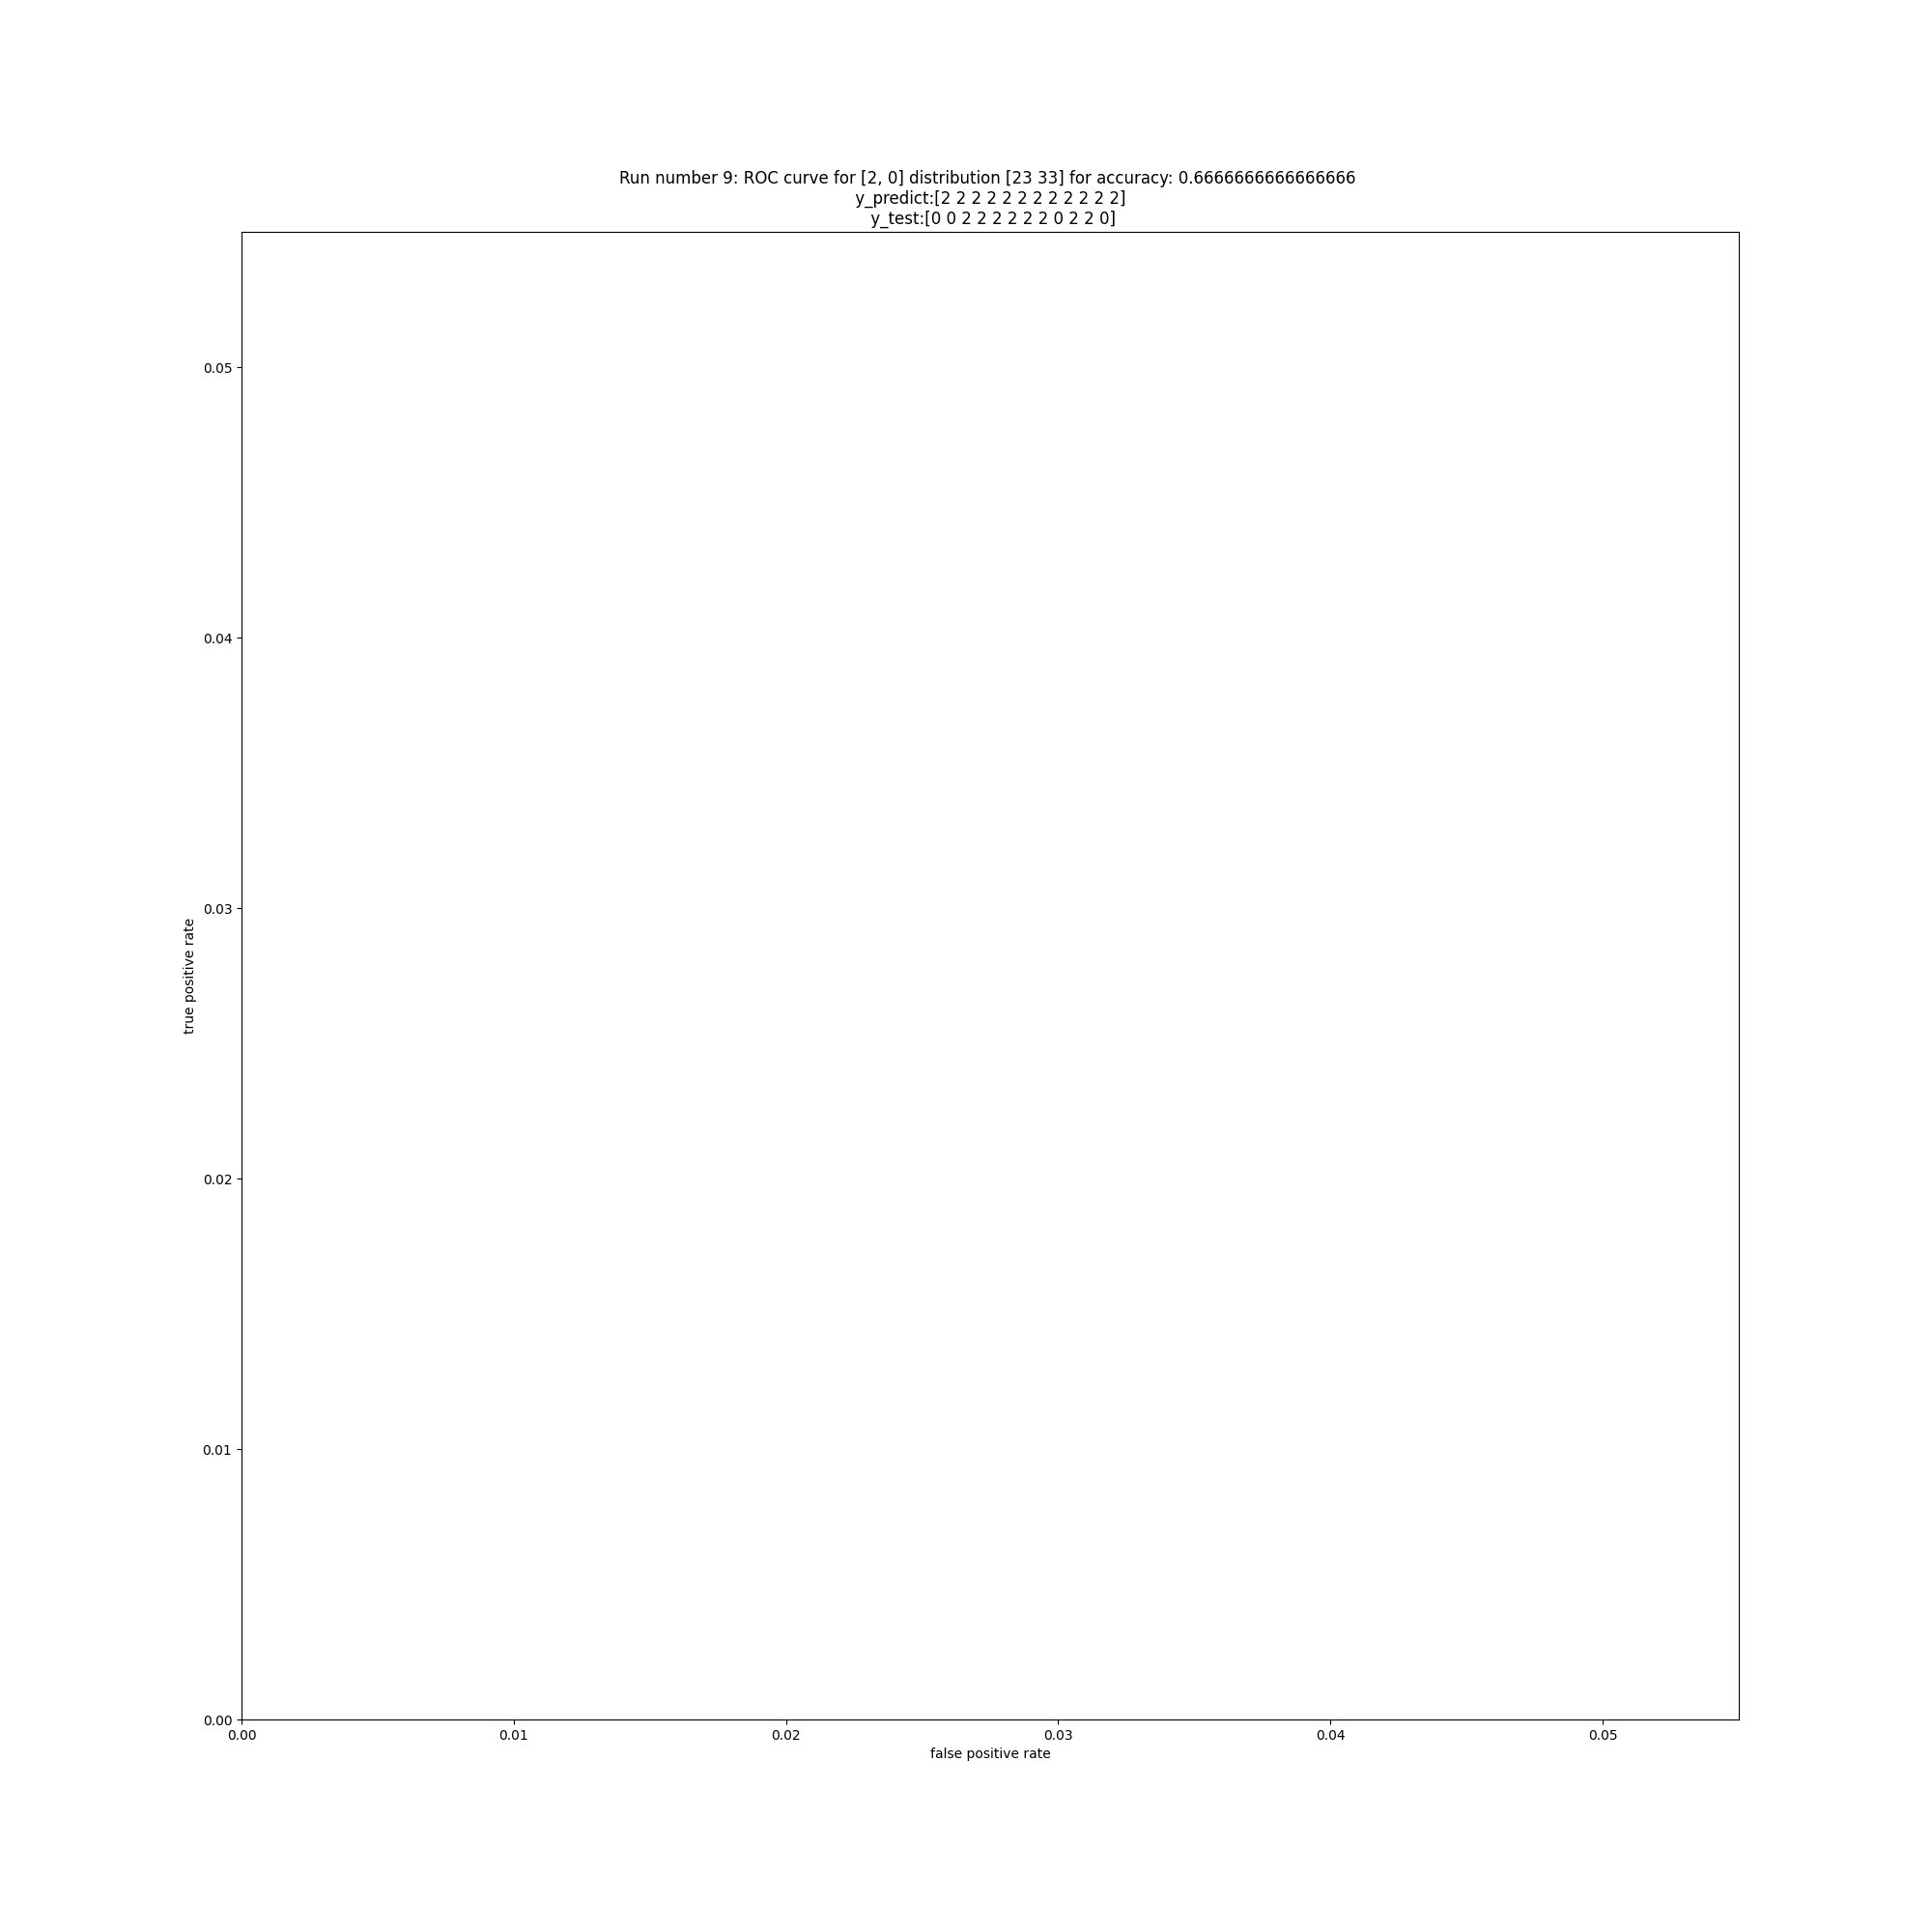 Run number 9: ROC curve for [2, 0] distribution [23 33] for accuracy: 0.6666666666666666
y_predict:[2 2 2 2 2 2 2 2 2 2 2 2]
y_test:[0 0 2 2 2 2 2 2 0 2 2 0]
0.05
0.04
0.03
0.02
0.01
0.00
true positive rate
0.00 0.01 0.02 0.03 0.04 0.05
false positive rate